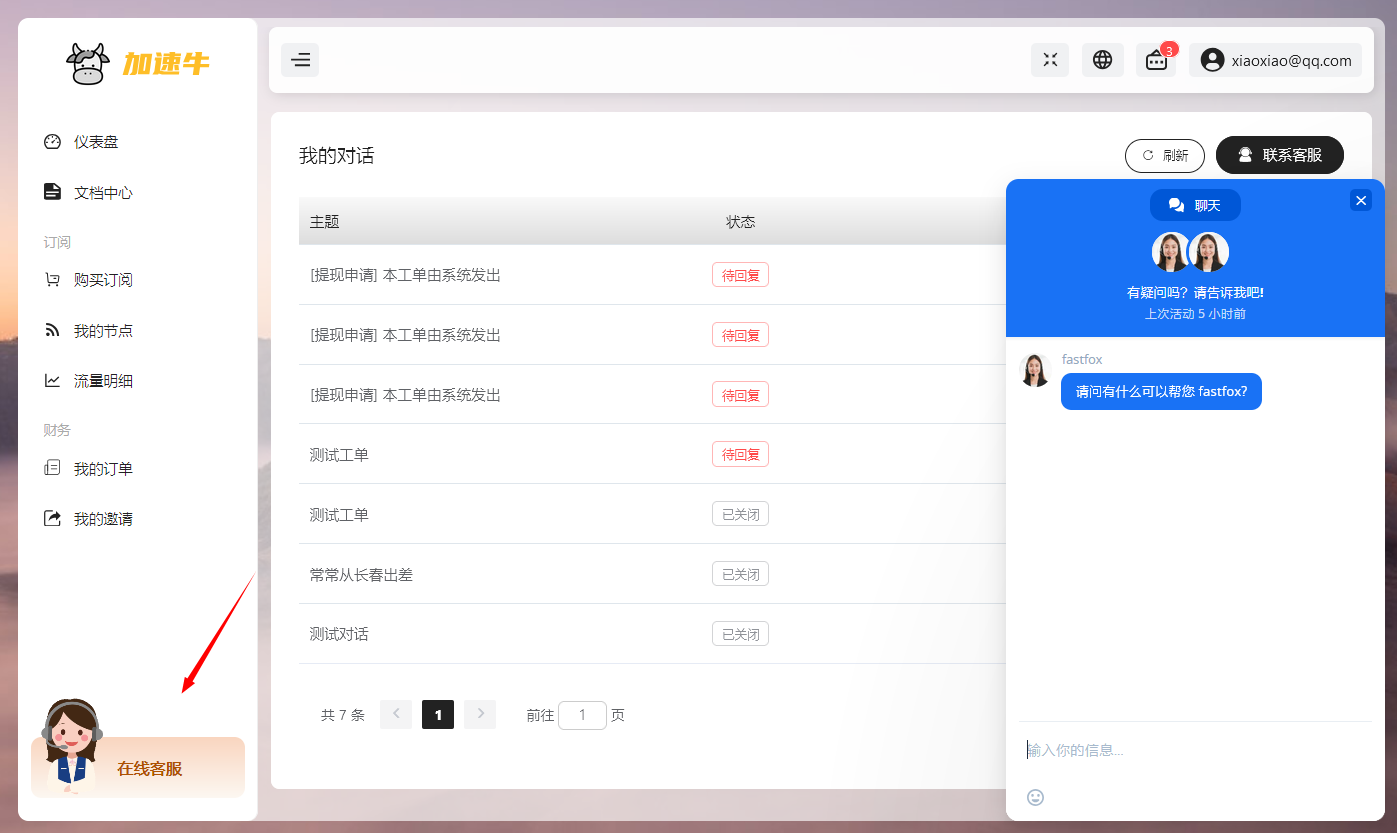 加速牛
3
xiaoxiao@qq.com
仪表盘
文档中心
订阅
购买订阅
我的节点
流量明细
财务
我的订单
我的邀请
在线客服
我的对话
刷新
联系客服
主题
状态
[提现申请] 本工单由系统发出
待回复
[提现申请] 本工单由系统发出
待回复
[提现申请] 本工单由系统发出
待回复
测试工单
待回复
测试工单
已关闭
常常从长春出差
已关闭
测试对话
已关闭
共 7 条
1
前往 1 页
聊天
有疑问吗？请告诉我吧!
上次活动 5 小时前
fastfox
请问有什么可以帮您 fastfox?
输入你的信息...